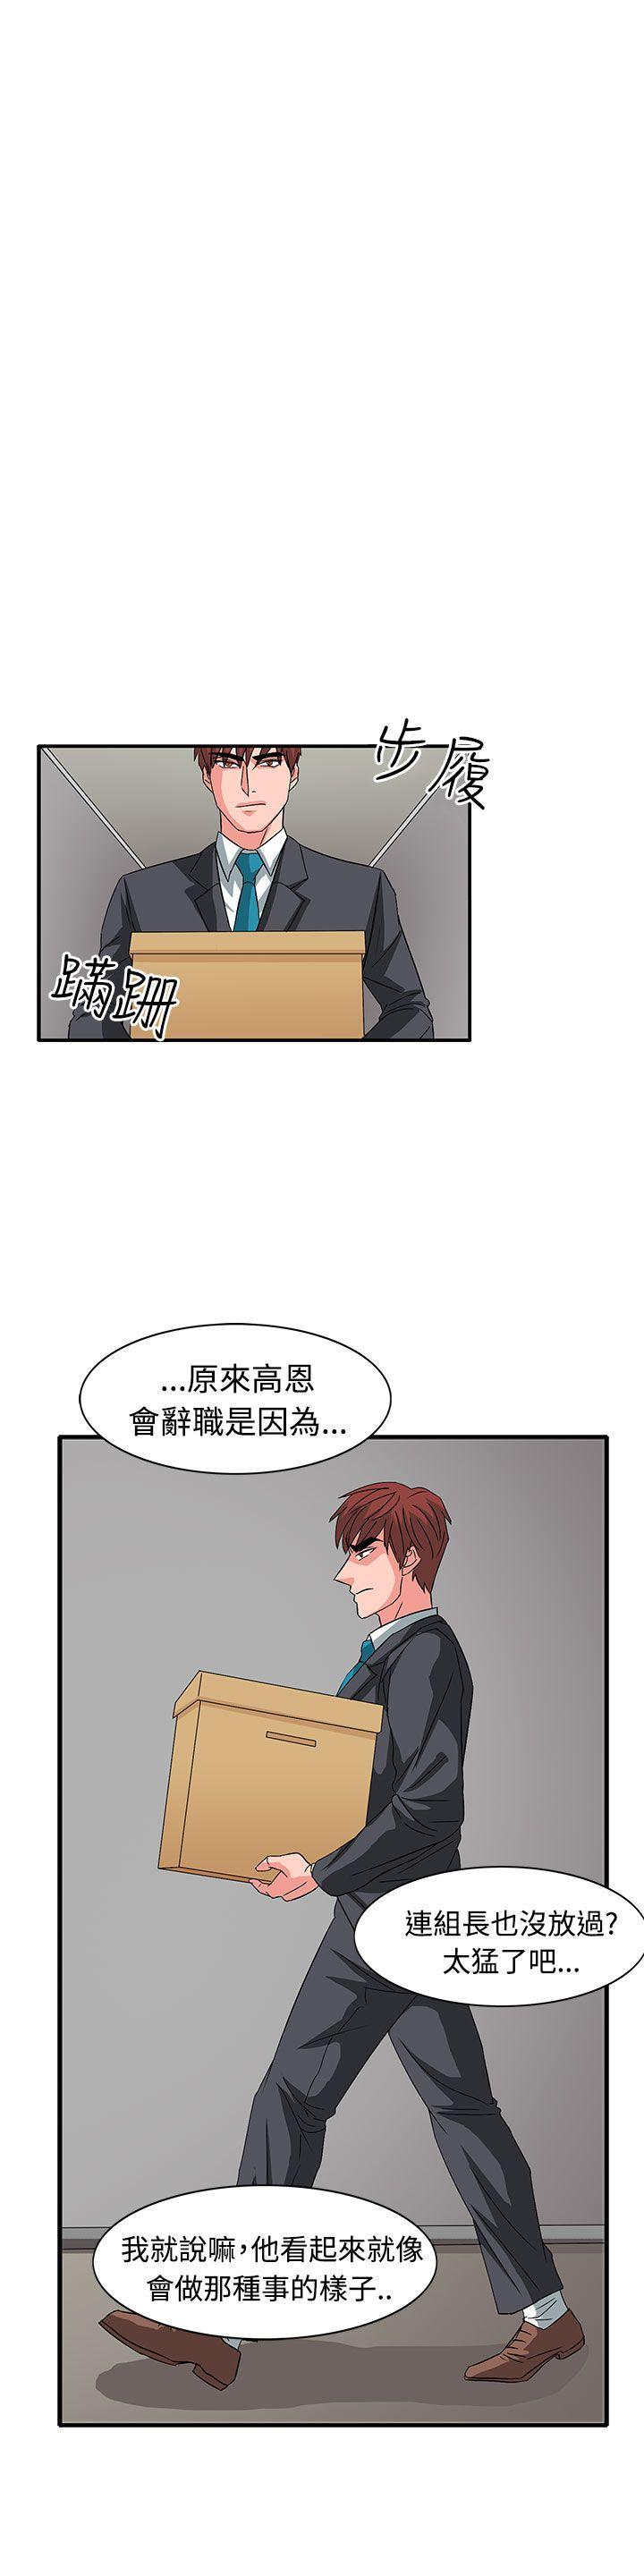 步履
蹣跚
...原來高恩
會辭職是因為...
連組長也沒放過?
太猛了吧...
我就說嘛,他看起來就像
會做那種事的樣子..